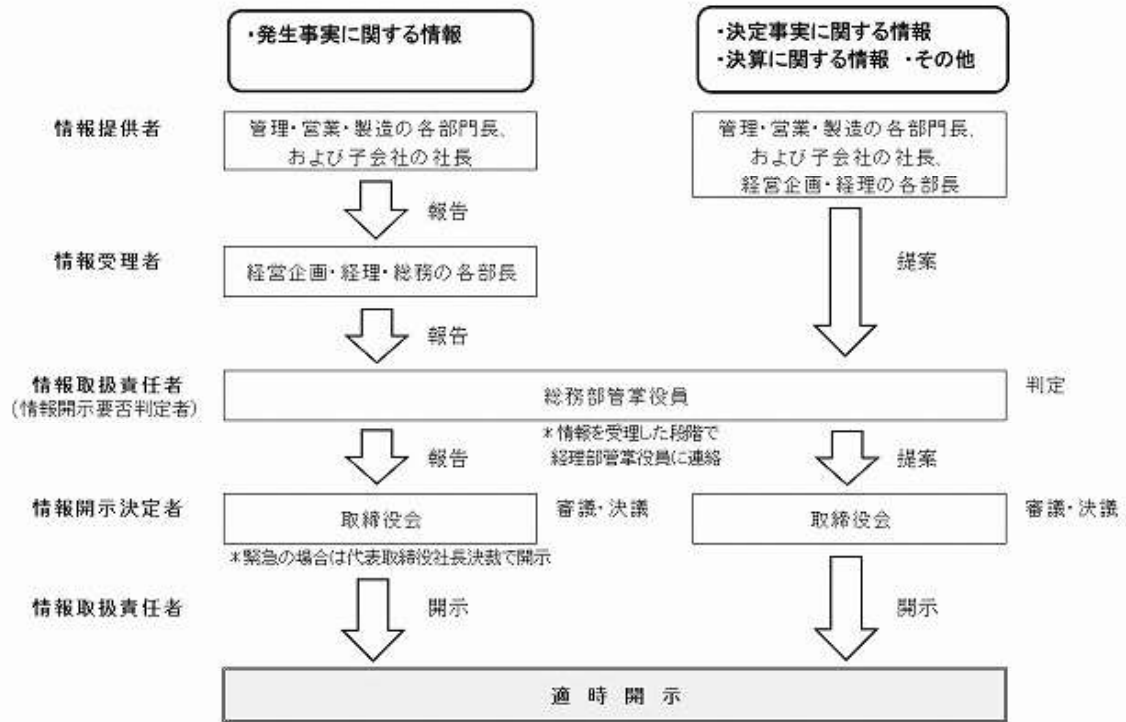 ・発生事実に関する情報
・決定事実に関する情報
・決算に関する情報 ・その他
情報提供者
管理・営業・製造の各部門長、
および子会社の社長
管理・営業・製造の各部門長、
および子会社の社長、
経営企画・経理の各部長
報告
情報受理者
経営企画・経理・総務の各部長
提案
報告
情報取扱責任者
(情報開示要否判定者)
総務部管掌役員
判定
＊情報を受理した段階で
経理部管掌役員に連絡
報告
提案
情報開示決定者
取締役会
審議・決議
取締役会
審議・決議
＊緊急の場合は代表取締役社長決裁で開示
情報取扱責任者
開示
開示
適時開示